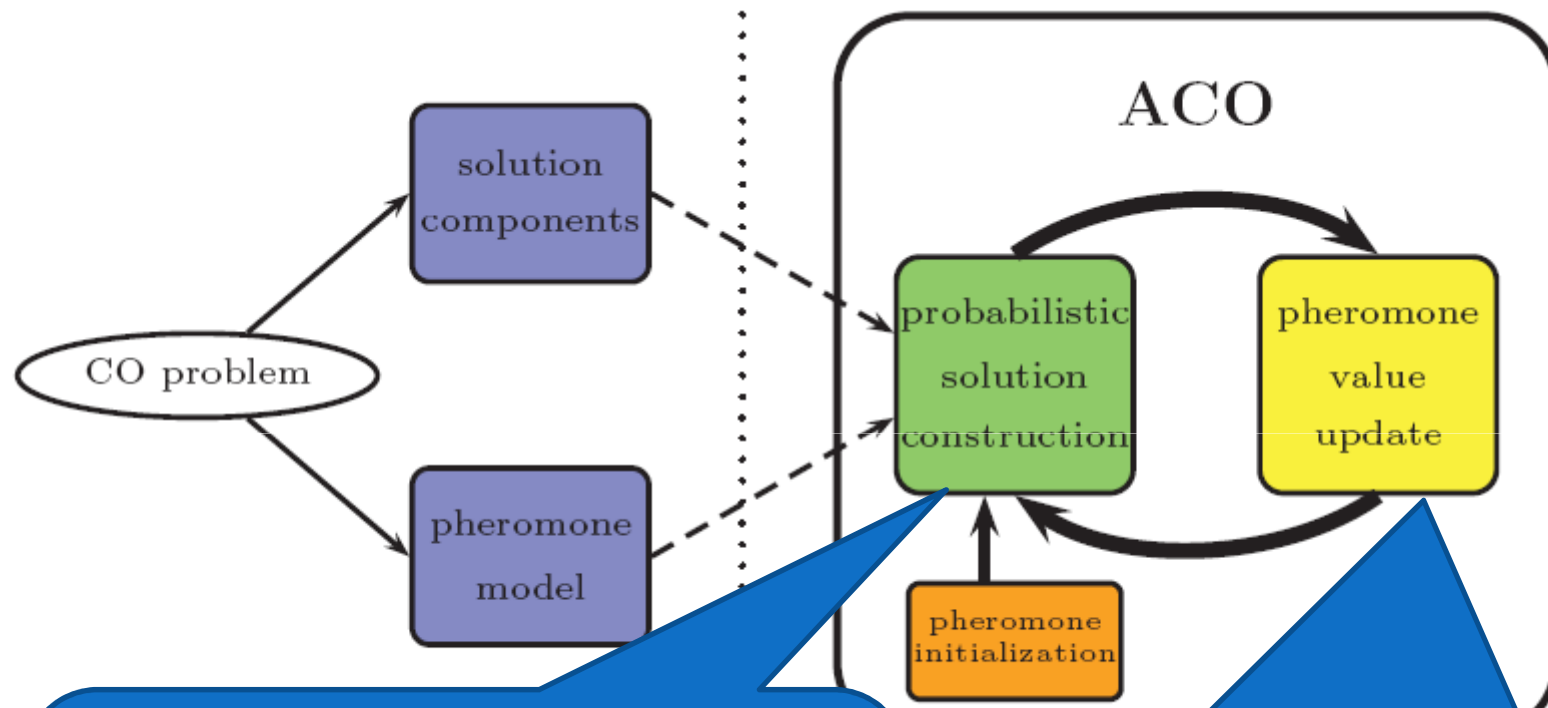 ACO
solution
components
CO problem
pheromone
model
probabilistic
solution
construction
pheromone
value
update
pheromone
initialization